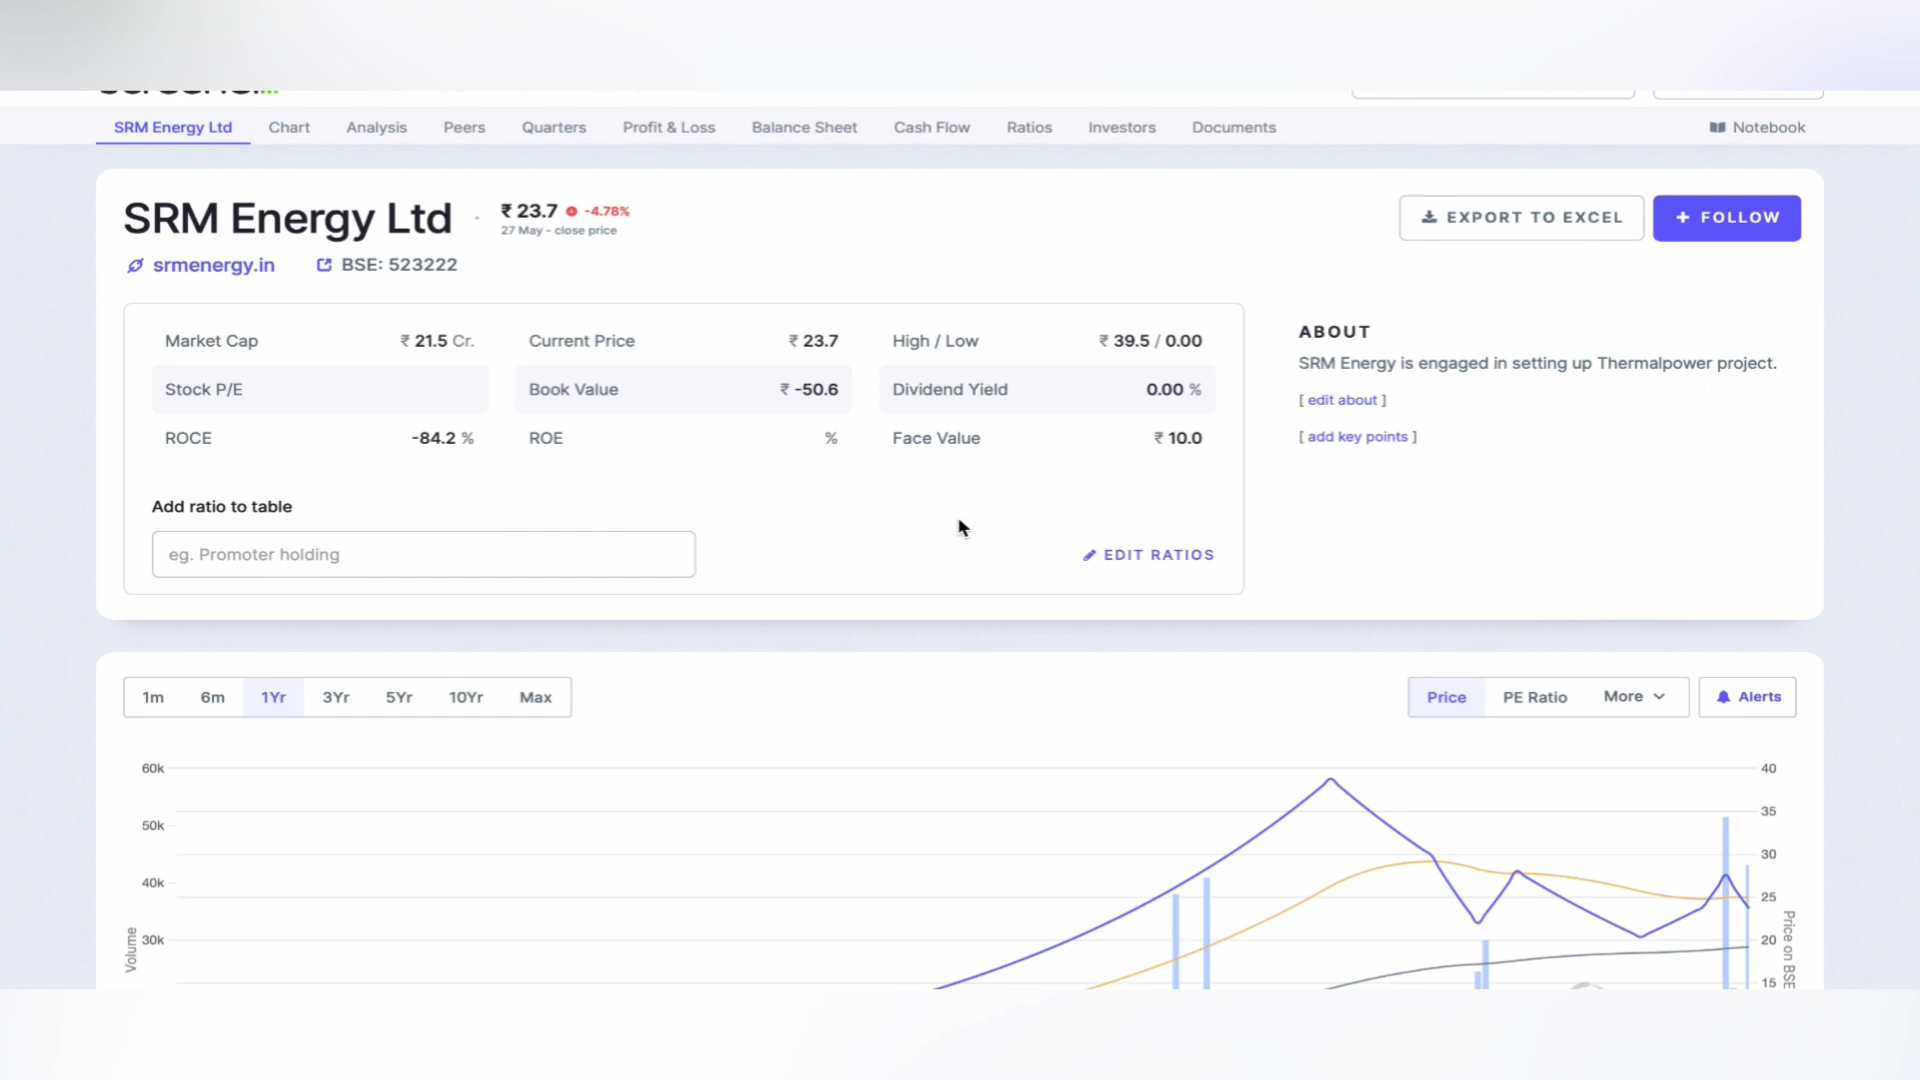 SRM Energy Ltd Chart Analysis Peers Quarters Profit & Loss Balance Sheet Cash Flow Ratios Investors Documents Notebook
SRM Energy Ltd
₹ 23.7 -4.78%
27 May - close price
EXPORT TO EXCEL
+ FOLLOW
srmenergy.in BSE: 523222
Market Cap ₹ 21.5 Cr. Current Price ₹ 23.7 High / Low ₹ 39.5 / 0.00
Stock P/E Book Value ₹ -50.6 Dividend Yield 0.00 %
ROCE -84.2 % ROE % Face Value ₹ 10.0
Add ratio to table
eg. Promoter holding
EDIT RATIOS
ABOUT
SRM Energy is engaged in setting up Thermalpower project.
[ edit about ]
[ add key points ]
1m 6m 1Yr 3Yr 5Yr 10Yr Max
Price PE Ratio More Alerts
60k 40
35
50k
30
40k
25
30k 20
15
Volume
Price on BSE